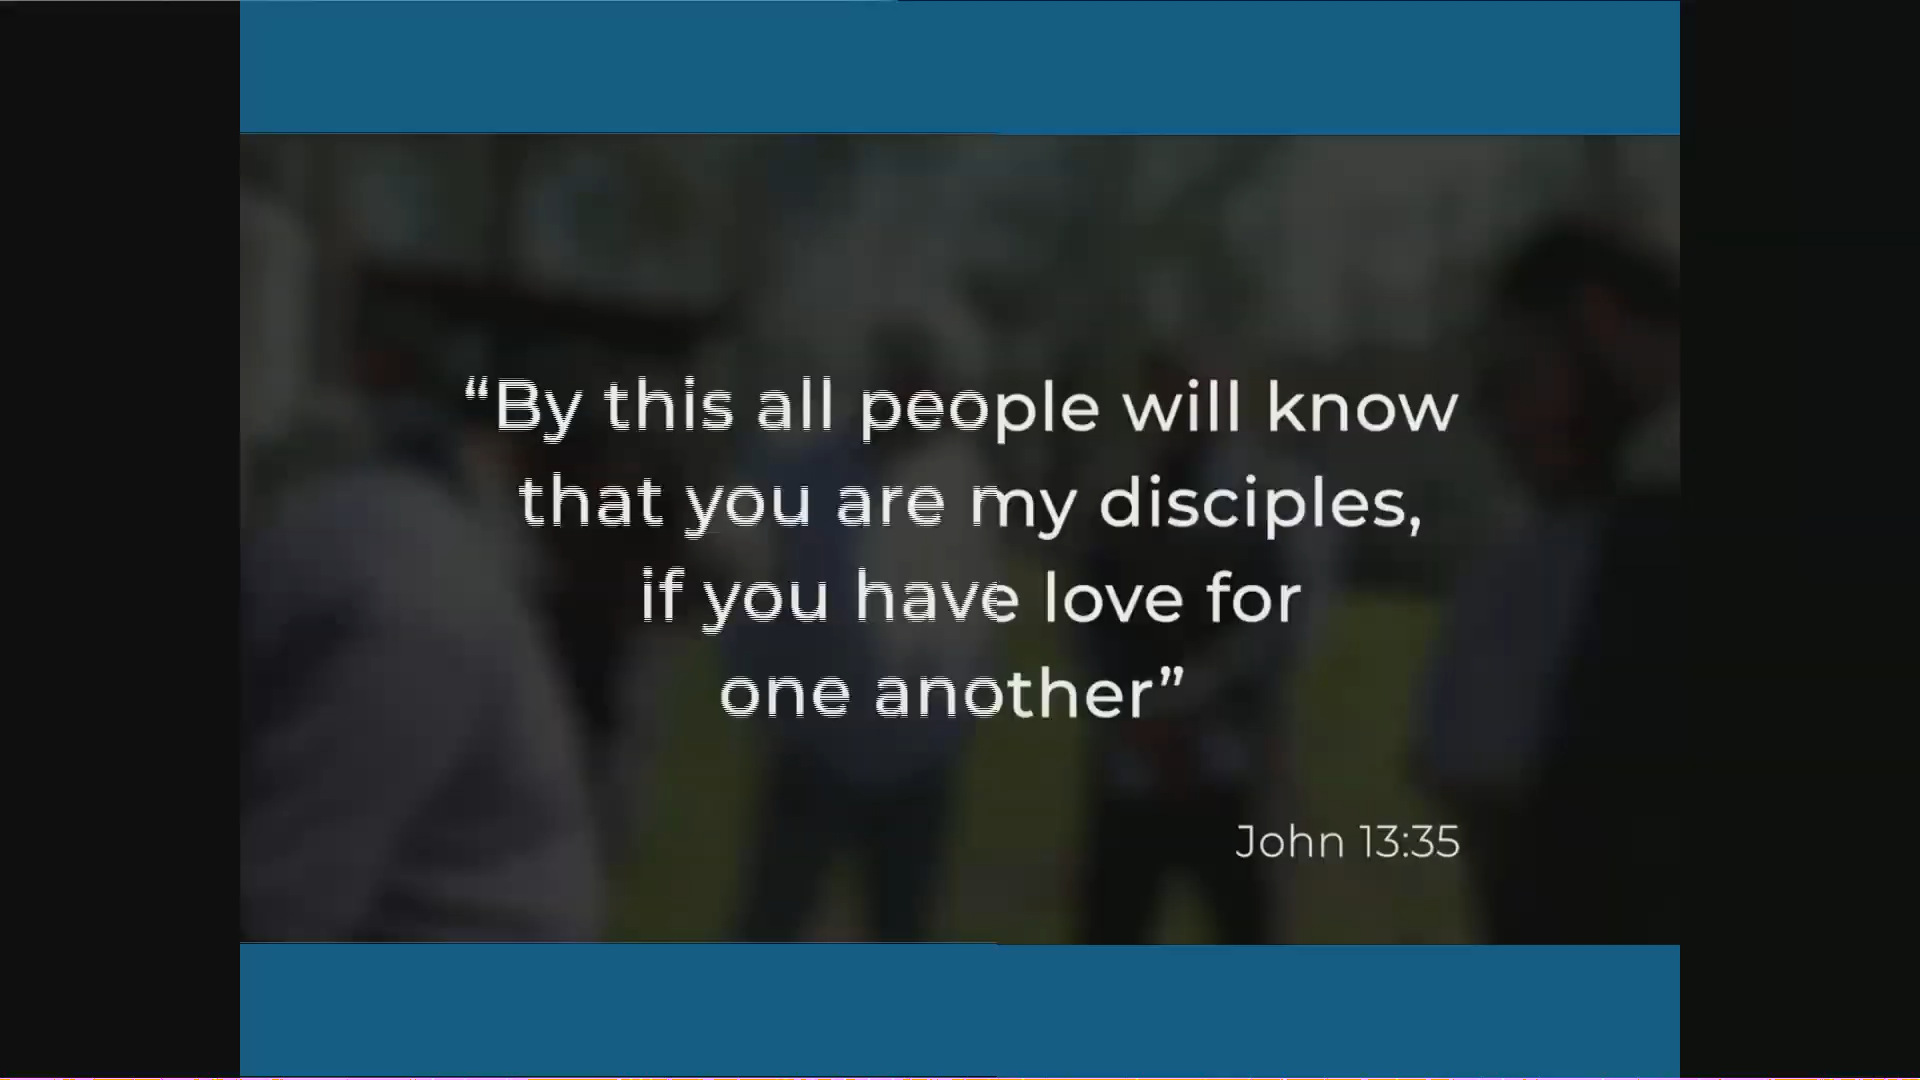 “By this all people will know
that you are my disciples,
if you have love for
one another”
John 13:35